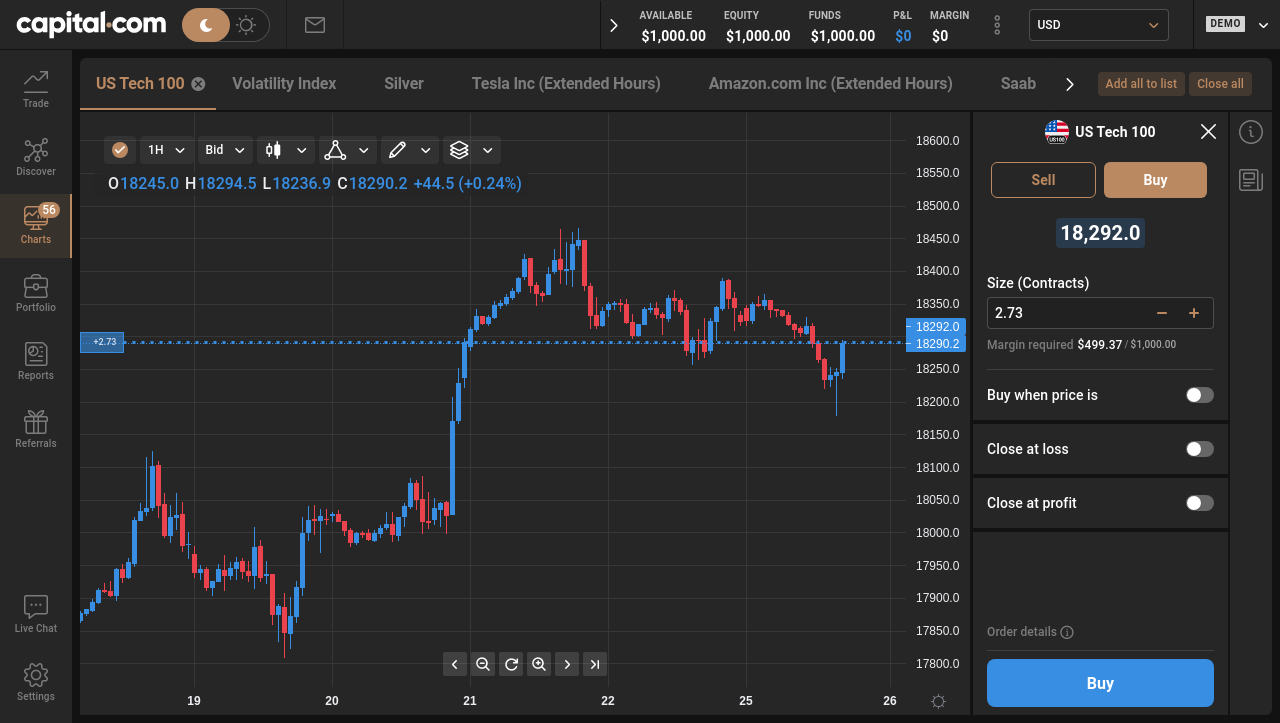 capital.com
AVAILABLE EQUITY FUNDS P&L MARGIN
$1,000.00 $1,000.00 $1,000.00 $0 $0
USD
DEMO
US Tech 100 Volatility Index Silver Tesla Inc (Extended Hours) Amazon.com Inc (Extended Hours) Saab
Add all to list Close all
Trade
Discover
56
Charts
Portfolio
Reports
Referrals
Live Chat
Settings
1H Bid
O18245.0 H18294.5 L18236.9 C18290.2 +44.5 (+0.24%)
+2.73
18600.0
18550.0
18500.0
18450.0
18400.0
18350.0
18292.0
18290.2
18250.0
18200.0
18150.0
18100.0
18050.0
18000.0
17950.0
17900.0
17850.0
17800.0
19 20 21 22 25 26
US100
US Tech 100
Sell Buy
18,292.0
Size (Contracts)
2.73
Margin required $499.37 / $1,000.00
Buy when price is
Close at loss
Close at profit
Order details
Buy